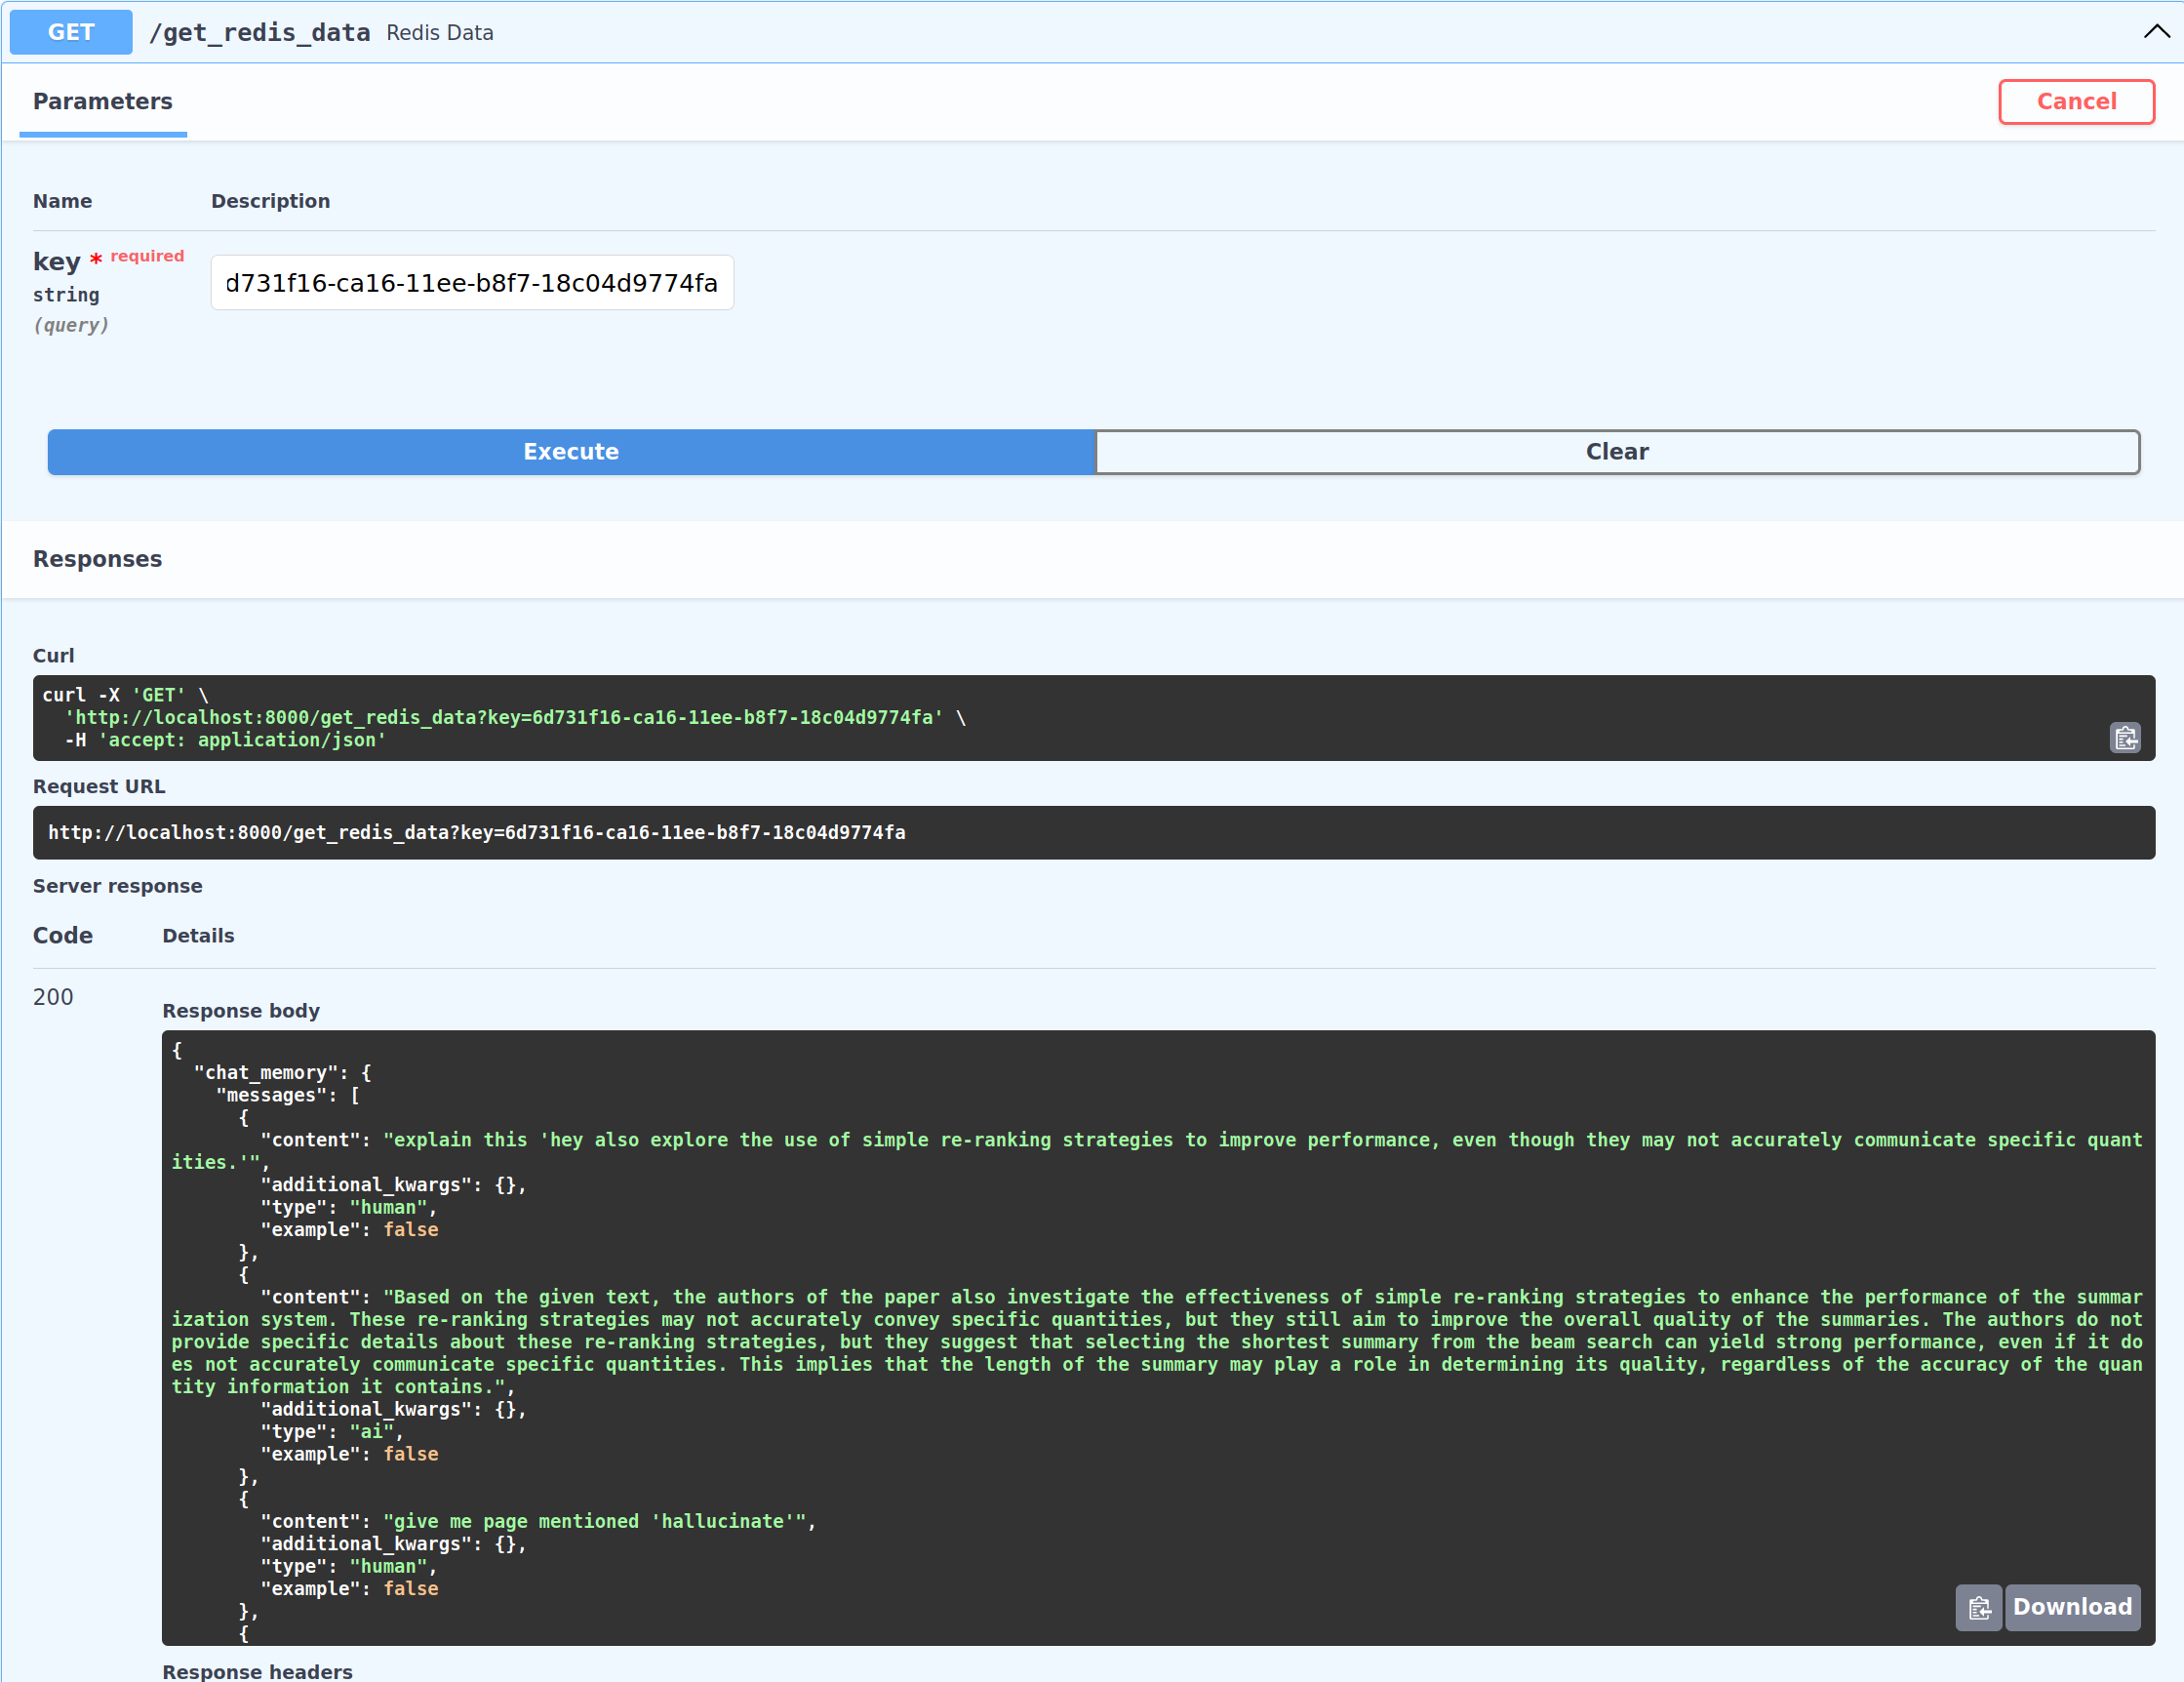 GET /get_redis_data Redis Data
Parameters
Cancel
Name Description
key * required
string
(query)
d731f16-ca16-11ee-b8f7-18c04d9774fa
Execute
Clear
Responses
Curl
curl -X 'GET' \
  'http://localhost:8000/get_redis_data?key=6d731f16-ca16-11ee-b8f7-18c04d9774fa' \
  -H 'accept: application/json'
Request URL
http://localhost:8000/get_redis_data?key=6d731f16-ca16-11ee-b8f7-18c04d9774fa
Server response
Code Details
200
Response body
{
  "chat_memory": {
    "messages": [
      {
        "content": "explain this 'hey also explore the use of simple re-ranking strategies to improve performance, even though they may not accurately communicate specific quant
ities.'",
        "additional_kwargs": {},
        "type": "human",
        "example": false
      },
      {
        "content": "Based on the given text, the authors of the paper also investigate the effectiveness of simple re-ranking strategies to enhance the performance of the summar
ization system. These re-ranking strategies may not accurately convey specific quantities, but they still aim to improve the overall quality of the summaries. The authors do not
provide specific details about these re-ranking strategies, but they suggest that selecting the shortest summary from the beam search can yield strong performance, even if it do
es not accurately communicate specific quantities. This implies that the length of the summary may play a role in determining its quality, regardless of the accuracy of the quan
tity information it contains.",
        "additional_kwargs": {},
        "type": "ai",
        "example": false
      },
      {
        "content": "give me page mentioned 'hallucinate'",
        "additional_kwargs": {},
        "type": "human",
        "example": false
      },
      {
Download
Response headers